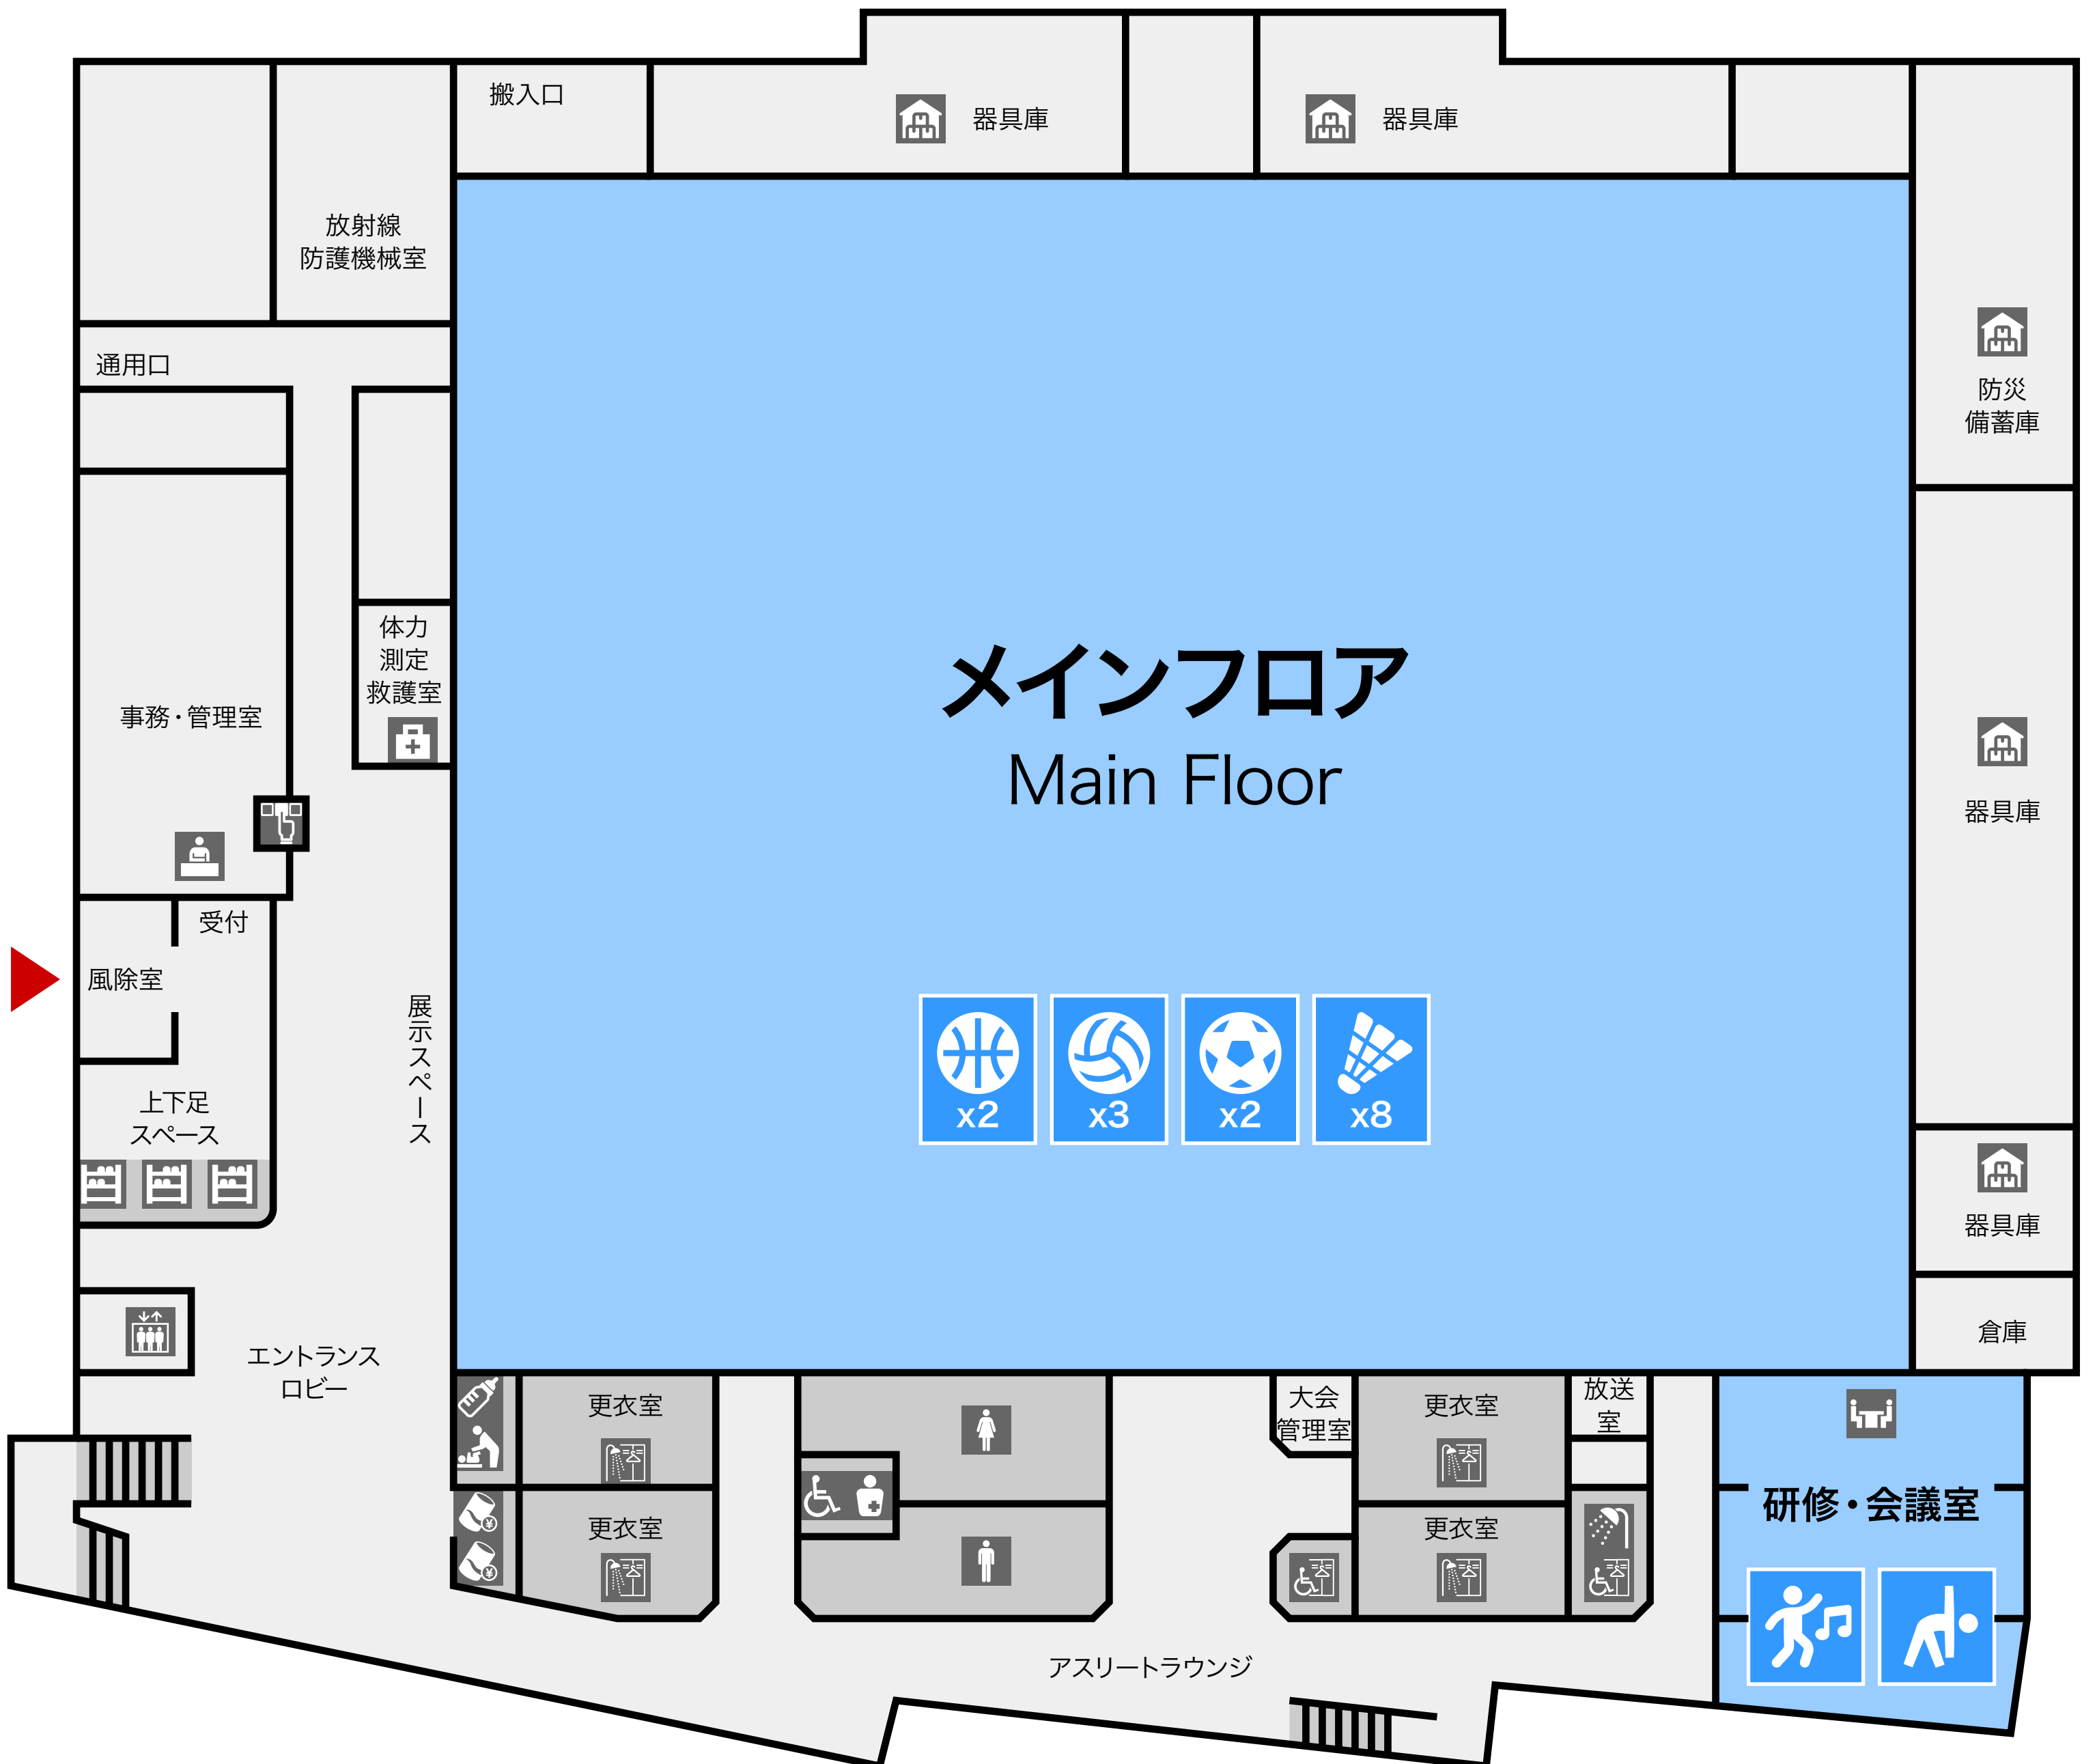 搬入口
器具庫
器具庫
放射線
防護機械室
通用口
防災
備蓄庫
体力
測定
救護室
事務・管理室
メインフロア
Main Floor
器具庫
受付
風除室
展示スペース
上下足
スペース
x2
x3
x2
x8
器具庫
倉庫
エントランス
ロビー
更衣室
大会
管理室
更衣室
放送
室
研修・会議室
更衣室
更衣室
¥
¥
アスリートラウンジ